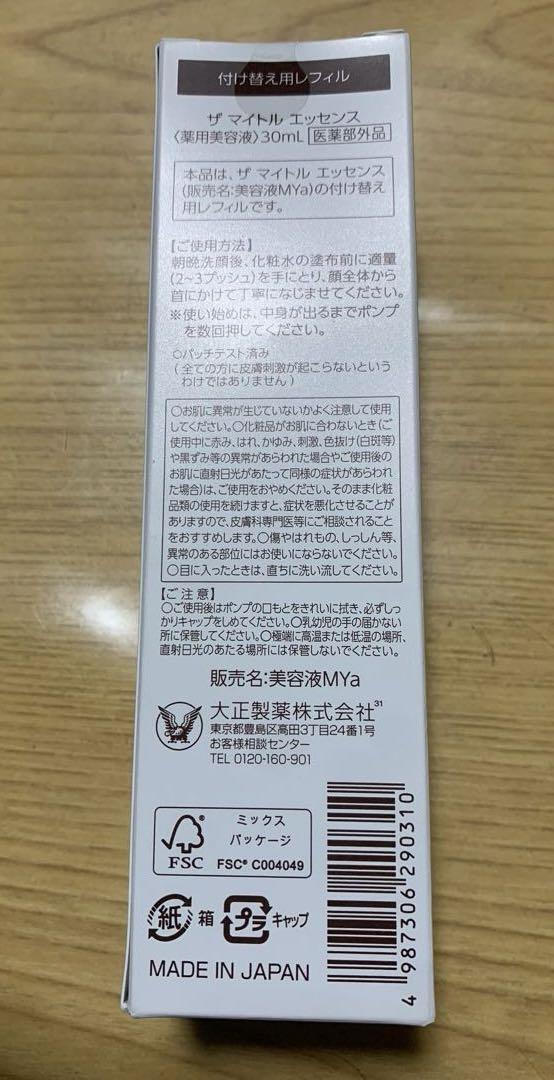 付け替え用レフィル
ザ マイトル エッセンス
〈薬用美容液〉30mL 医薬部外品
本品は、ザ マイトル エッセンス
(販売名:美容液MYa)の付け替え
用レフィルです。
【ご使用方法】
朝晩洗顔後、化粧水の塗布前に適量
(2~3プッシュ)を手にとり、顔全体から
首にかけて丁寧になじませてください。
※使い始めは、中身が出るまでポンプ
を数回押してください。
○パッチテスト済み
(全ての方に皮膚刺激が起こらないという
わけではありません)
○お肌に異常が生じていないかよく注意して使用
してください。○化粧品がお肌に合わないとき(ご
使用中に赤み、はれ、かゆみ、刺激、色抜け(白斑等)
や黒ずみ等の異常があらわれた場合やご使用後の
お肌に直射日光があたって同様の症状があらわれ
た場合)は、ご使用をおやめください。そのまま化粧
品類の使用を続けますと、症状を悪化させることが
ありますので、皮膚科専門医等にご相談されること
をおすすめします。○傷やはれもの、しっしん等、
異常のある部位にはお使いにならないでください。
○目に入ったときは、直ちに洗い流してください。
【ご注意】
○ご使用後はポンプの口もとをきれいに拭き、必ずしっ
かりキャップをしめてください。○乳幼児の手の届かない
所に保管してください。○極端に高温または低温の場所、
直射日光のあたる場所には保管しないでください。
販売名:美容液MYa
大正製薬株式会社31
東京都豊島区高田3丁目24番1号
お客様相談センター
TEL 0120-160-901
FSC
ミックス
パッケージ
FSC® C004049
紙 箱 プラ キャップ
MADE IN JAPAN
4 987306 290310